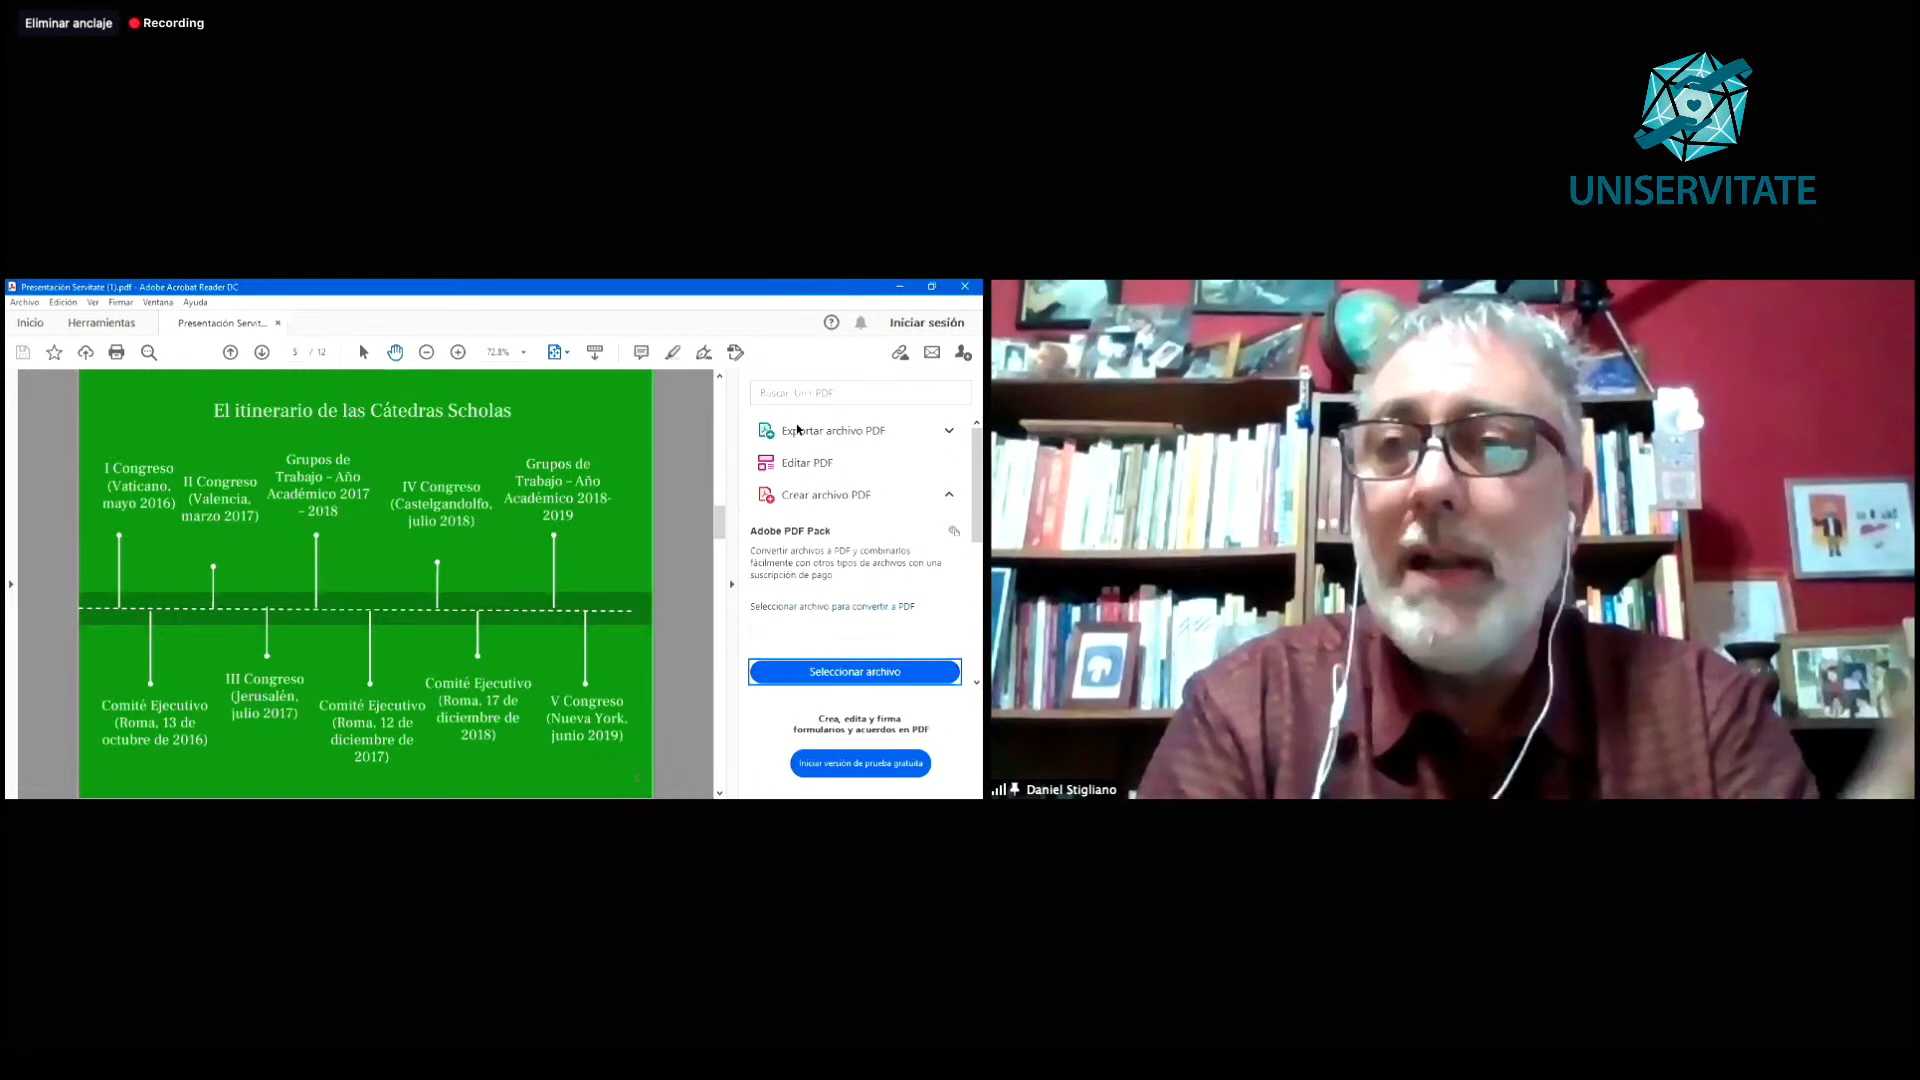 Eliminar anclaje
Recording
UNISERVITATE
Presentación Servitate (1).pdf - Adobe Acrobat Reader DC
Archivo Edición Ver Firmar Ventana Ayuda
Inicio Herramientas Presentación Servit... × Iniciar sesión
5 / 12 72.8%
El itinerario de las Cátedras Scholas
I Congreso
(Vaticano,
mayo 2016)
II Congreso
(Valencia,
marzo 2017)
Grupos de
Trabajo – Año
Académico 2017
– 2018
IV Congreso
(Castelgandolfo,
julio 2018)
Grupos de
Trabajo – Año
Académico 2018-
2019
Comité Ejecutivo
(Roma, 13 de
octubre de 2016)
III Congreso
(Jerusalén,
julio 2017)
Comité Ejecutivo
(Roma, 12 de
diciembre de
2017)
Comité Ejecutivo
(Roma, 17 de
diciembre de
2018)
V Congreso
(Nueva York,
junio 2019)
Buscar 'Unir PDF'
Exportar archivo PDF
Editar PDF
Crear archivo PDF
Adobe PDF Pack
Convertir archivos a PDF y combinarlos
fácilmente con otros tipos de archivos con una
suscripción de pago
Seleccionar archivo para convertir a PDF
Seleccionar archivo
Crea, edita y firma
formularios y acuerdos en PDF
Iniciar versión de prueba gratuita
Daniel Stigliano